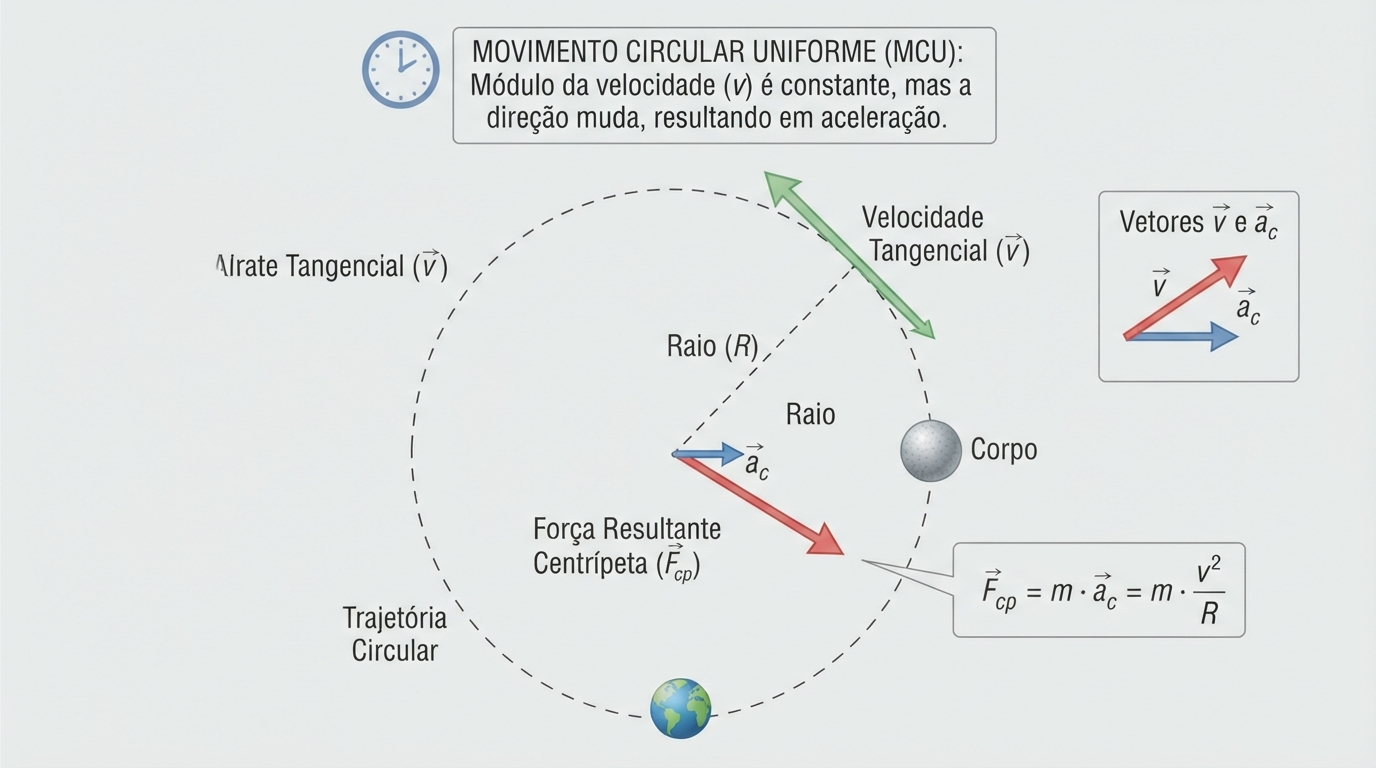 MOVIMENTO CIRCULAR UNIFORME (MCU):
Módulo da velocidade (v) é constante, mas a
direção muda, resultando em aceleração.
Velocidade
Tangencial (v⃗)
Vetores v⃗ e a⃗c
v⃗
a⃗c
Tangencial (v⃗)
Raio (R)
Raio
a⃗c
Corpo
Força Resultante
Centrípeta (F⃗cp)
F⃗cp = m · a⃗c = m · v²/R
Trajetória
Circular